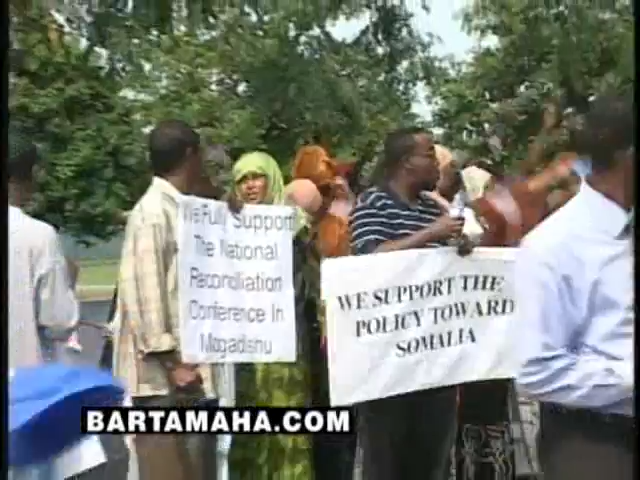 We Fully Support
The National
Reconciliation
Conference In
Mogadishu
WE SUPPORT THE
POLICY TOWARD
SOMALIA
BARTAMAHA.COM